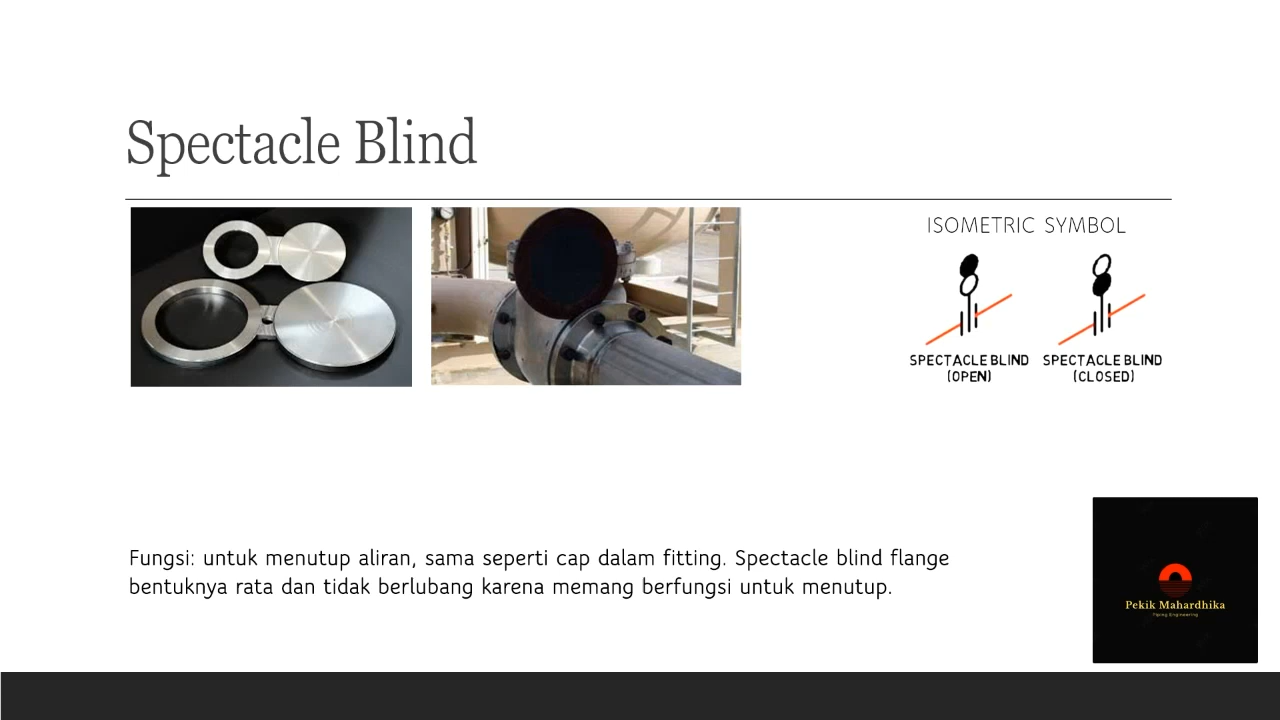 Spectacle Blind
ISOMETRIC SYMBOL
SPECTACLE BLIND
(OPEN)
SPECTACLE BLIND
(CLOSED)
Fungsi: untuk menutup aliran, sama seperti cap dalam fitting. Spectacle blind flange
bentuknya rata dan tidak berlubang karena memang berfungsi untuk menutup.
Pekik Mahardhika
Piping Engineering